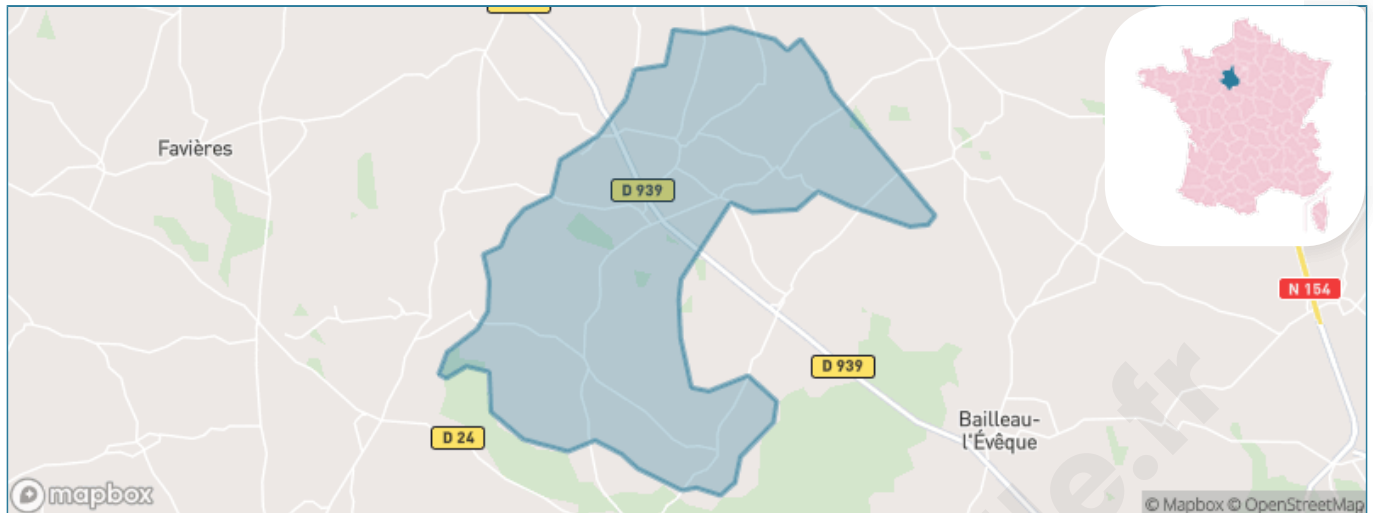 Favières
D 939
N 154
D 939
Bailleau-
l'Évêque
D 24
mapbox
© Mapbox © OpenStreetMap